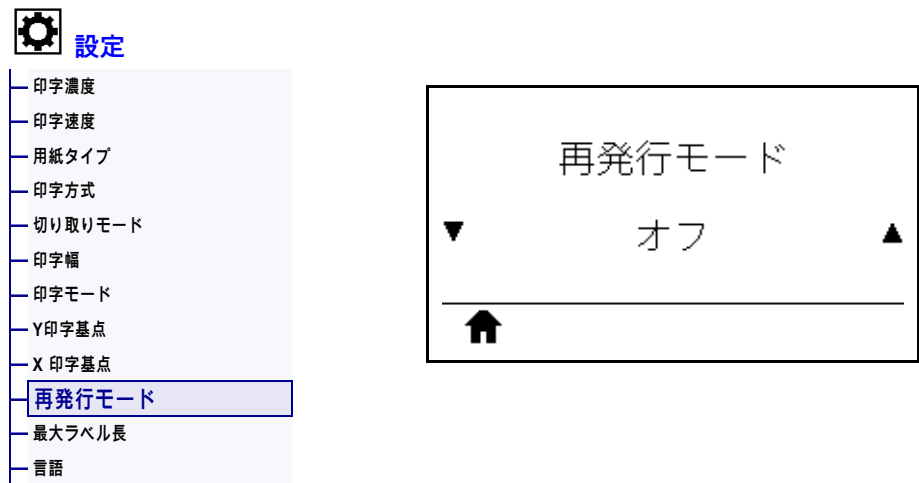 設定
印字濃度
印字速度
用紙タイプ
印字方式
切り取りモード
印字幅
印字モード
Y印字基点
X 印字基点
再発行モード
最大ラベル長
言語
再発行モード
▼ オフ ▲